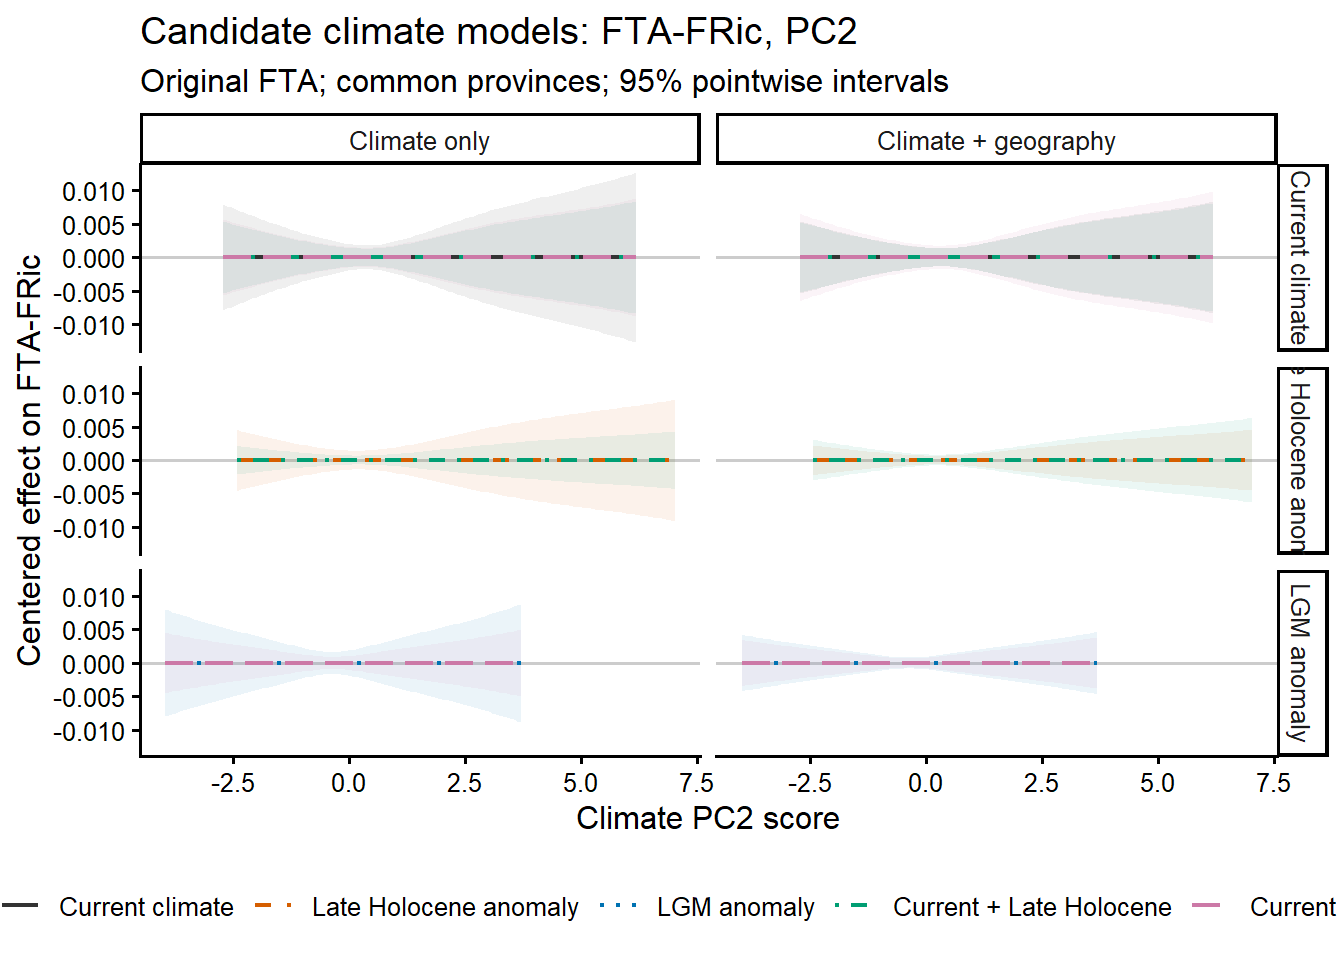 Candidate climate models: FTA-FRic, PC2
Original FTA; common provinces; 95% pointwise intervals
Climate only
Climate + geography
0.010
0.005
0.000
-0.005
-0.010
Current climate
0.010
0.005
0.000
-0.005
-0.010
e Holocene anon
0.010
0.005
0.000
-0.005
-0.010
LGM anomaly
Centered effect on FTA-FRic
-2.5 0.0 2.5 5.0 7.5
-2.5 0.0 2.5 5.0 7.5
Climate PC2 score
Current climate Late Holocene anomaly LGM anomaly Current + Late Holocene Current